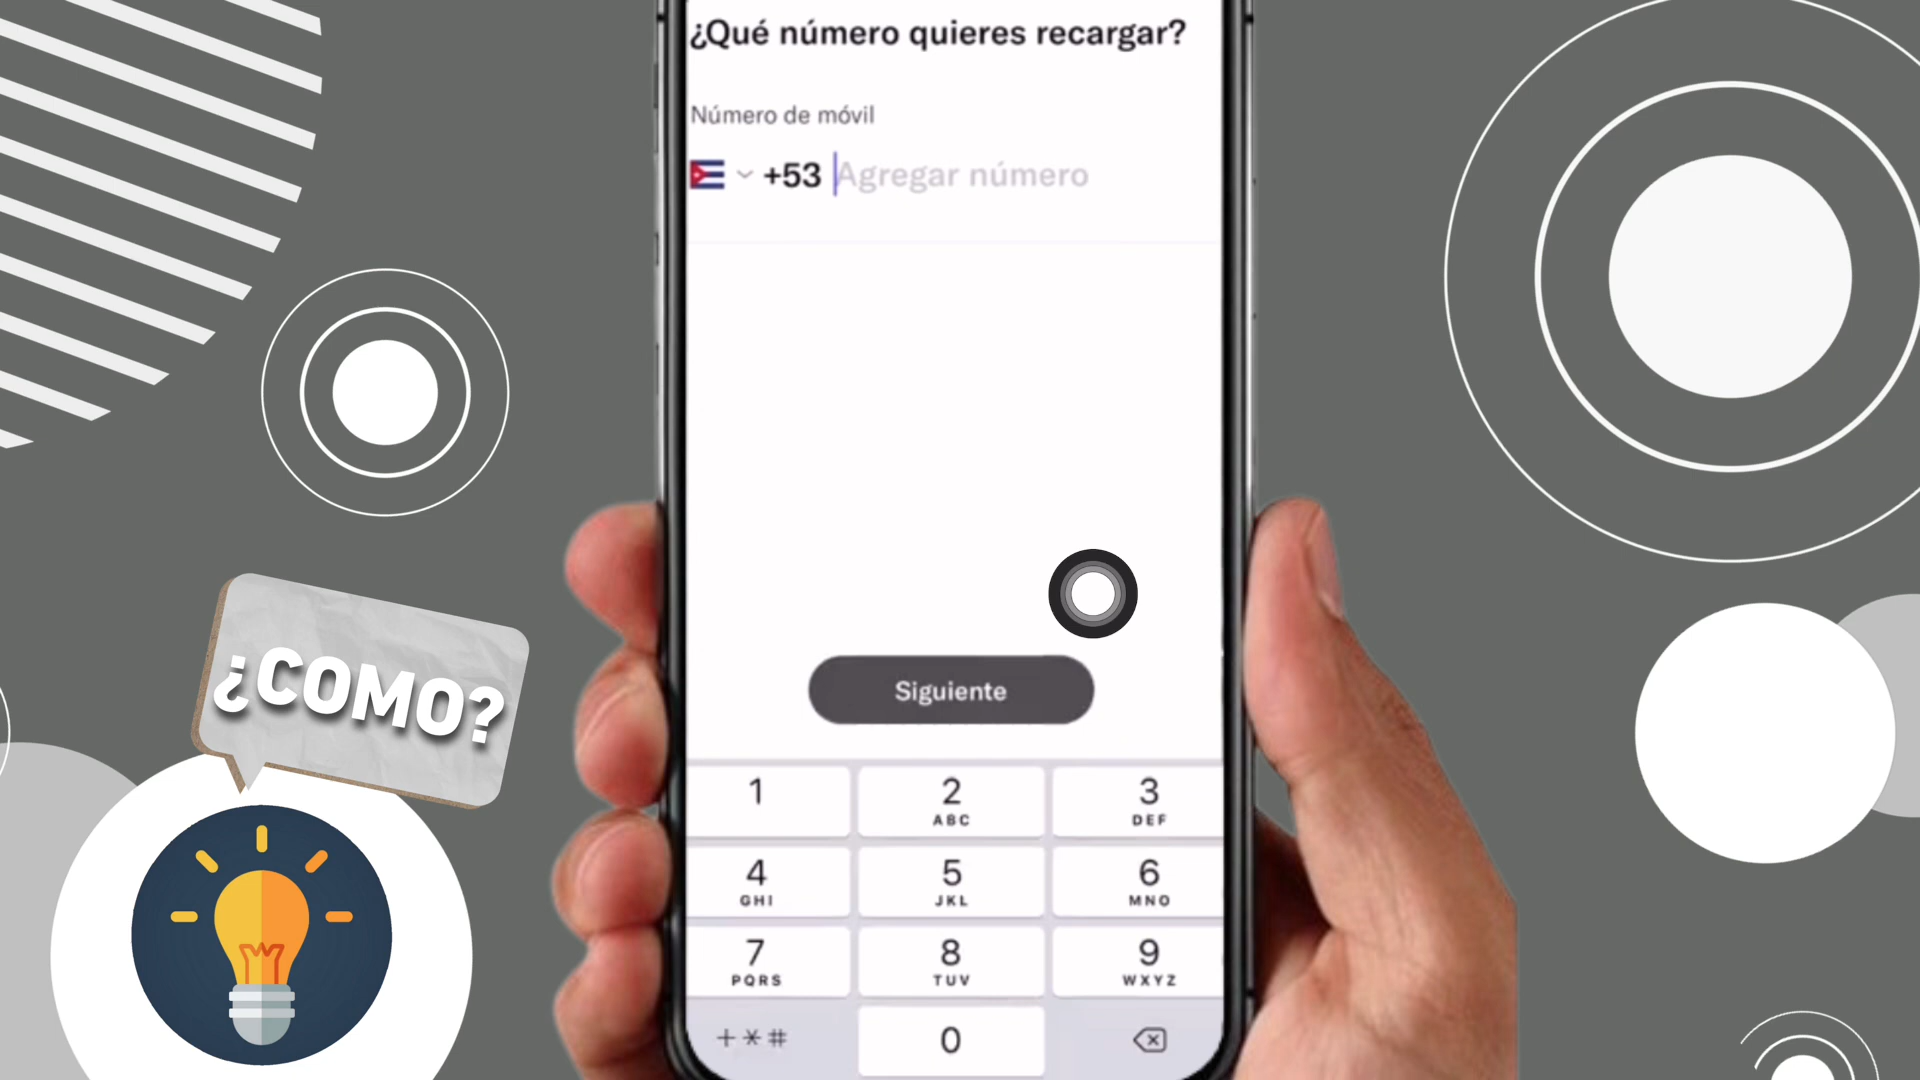 ¿Qué número quieres recargar?
Número de móvil
+53 Agregar número
¿COMO?
Siguiente
1
2
ABC
3
DEF
4
GHI
5
JKL
6
MNO
7
PQRS
8
TUV
9
WXYZ
+*#
0